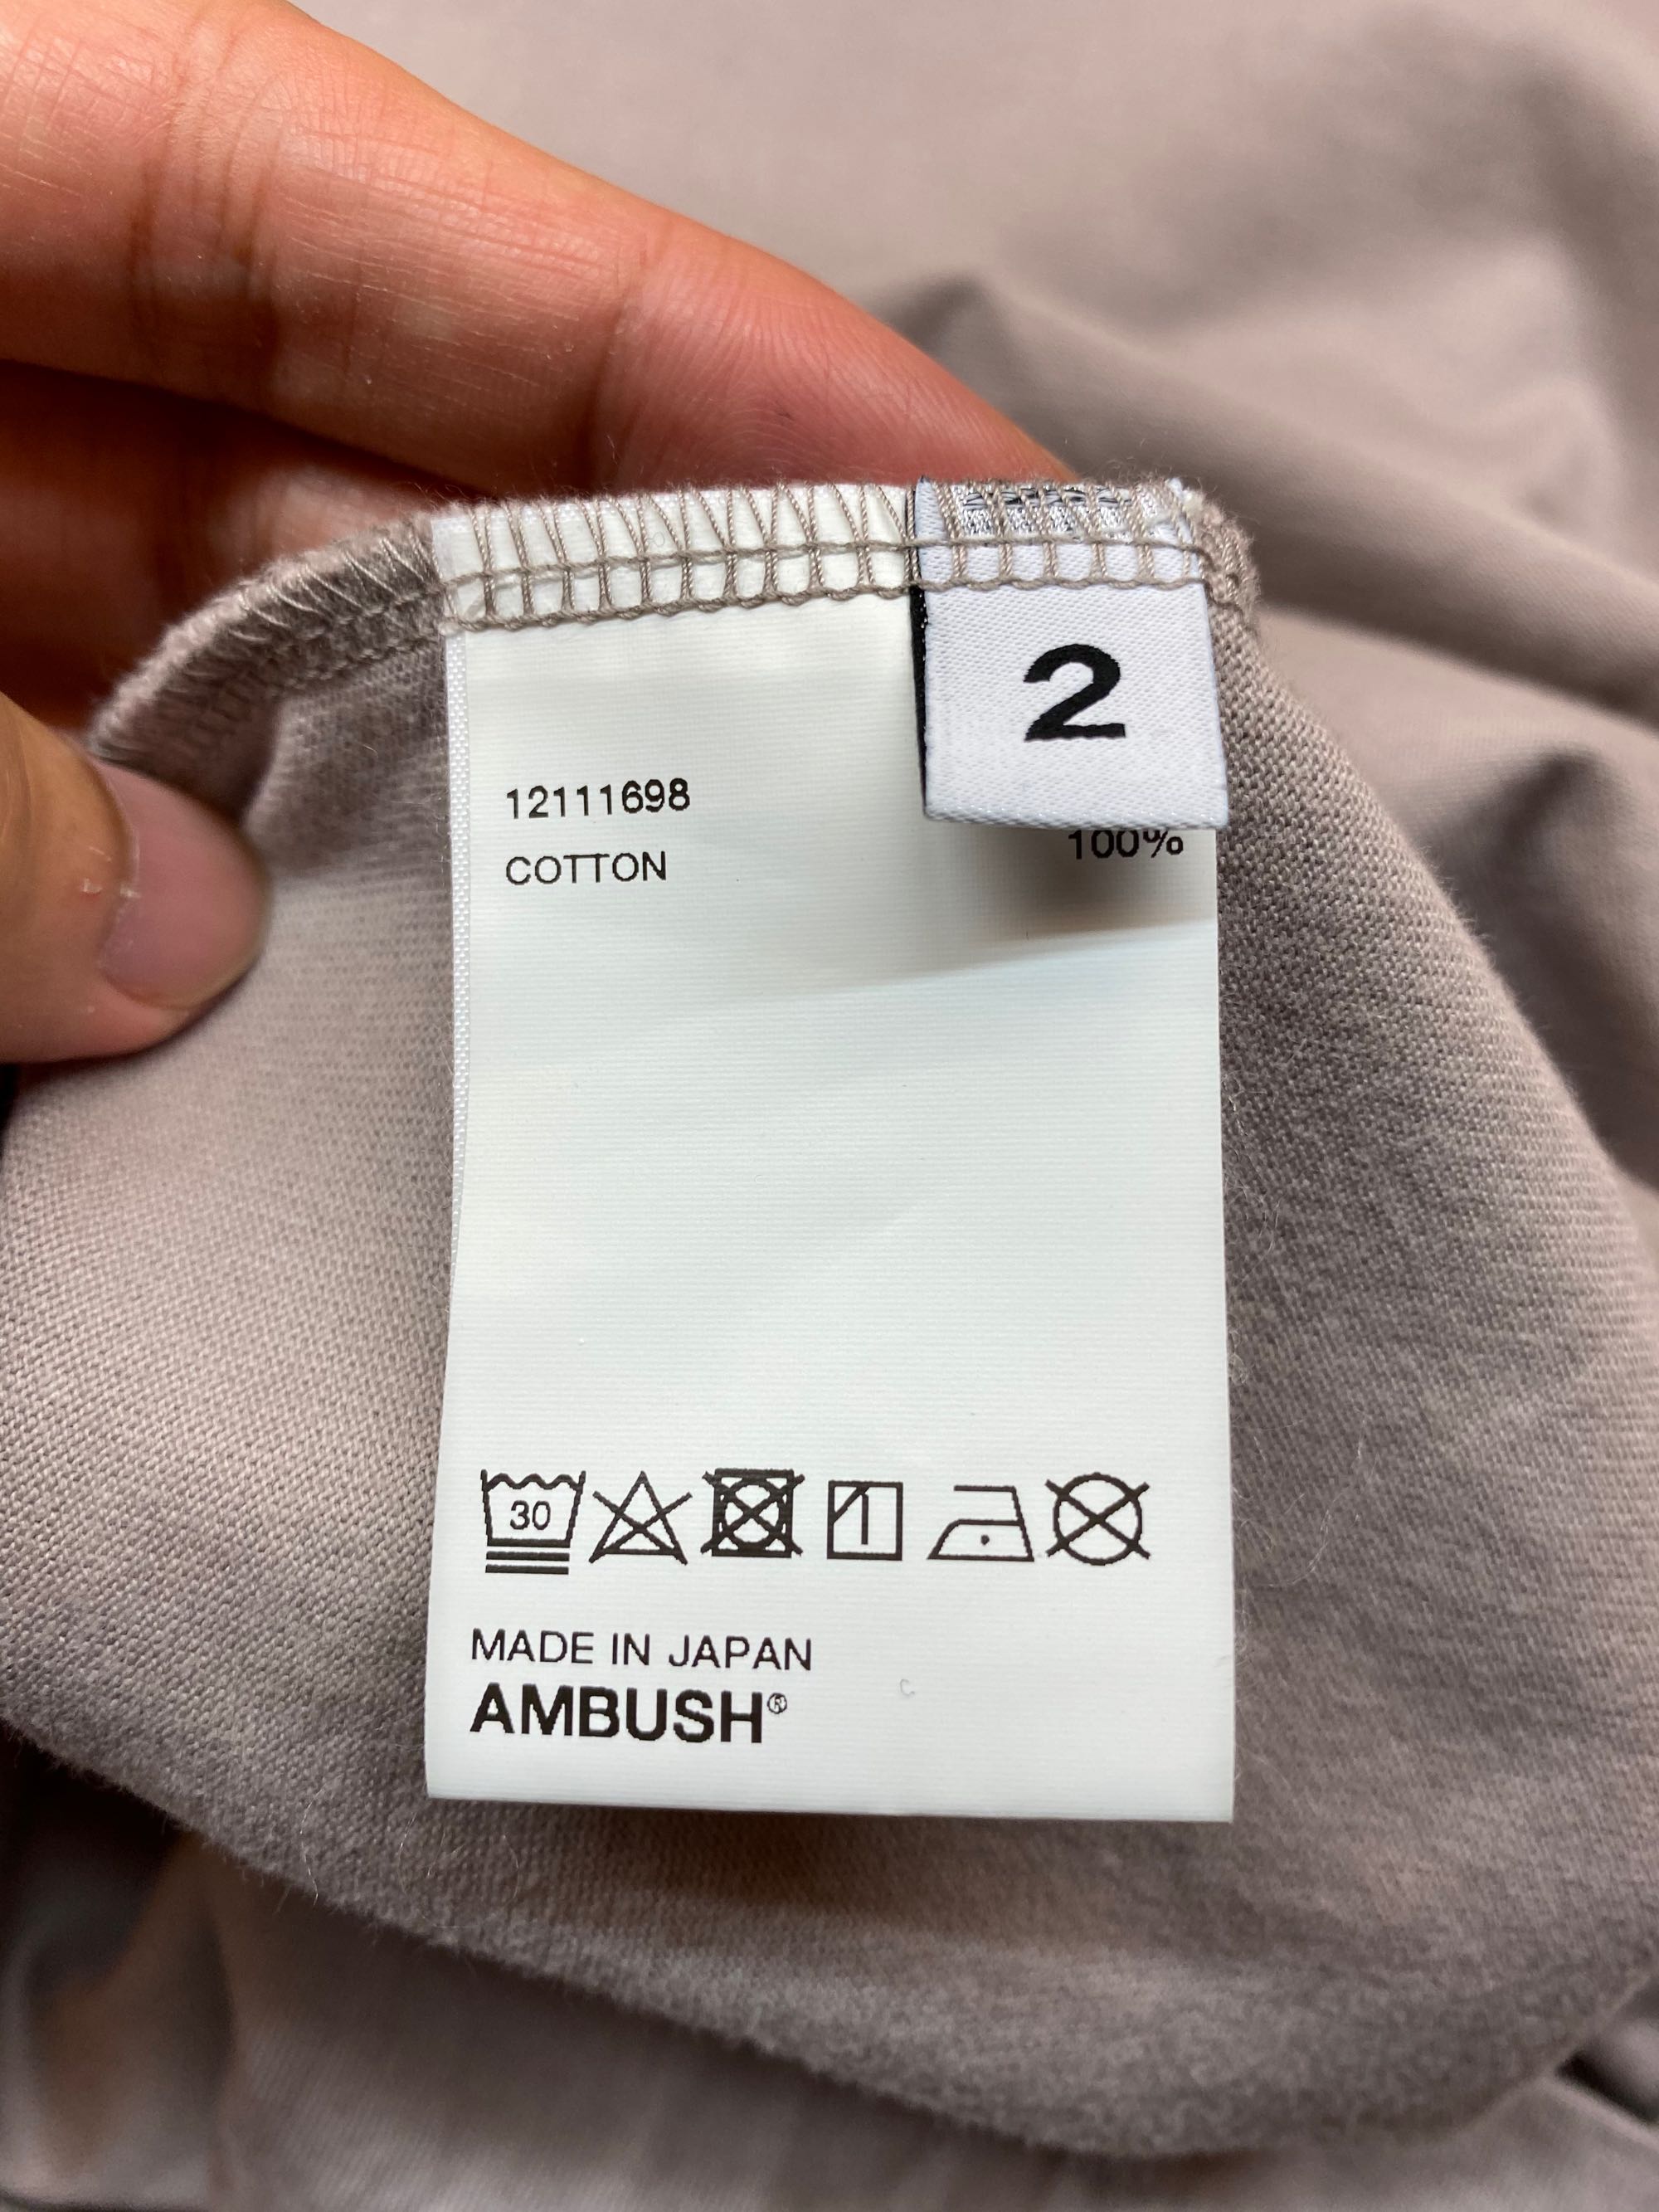 2
12111698
COTTON 100%
30
MADE IN JAPAN
AMBUSH®